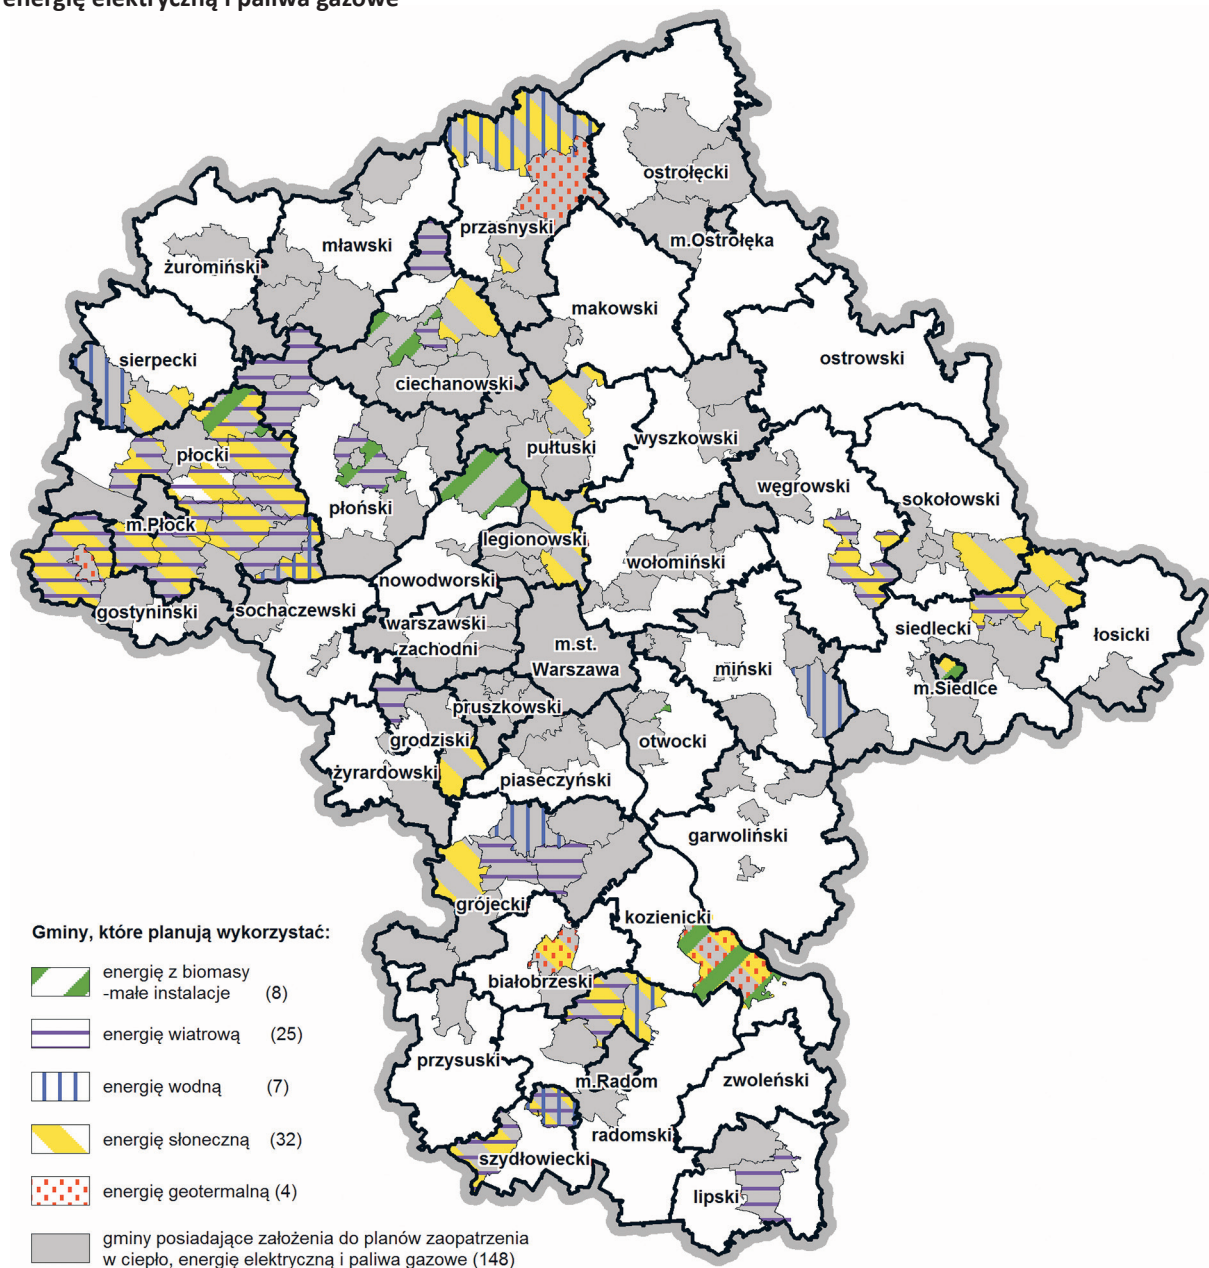 energię elektryczną i paliwa gazowe
ostrołęcki
przasnyski
m.Ostrołęka
mławski
żuromiński
makowski
ostrowski
sierpecki
ciechanowski
wyszkowski
pułtuski
płocki
węgrowski
sokołowski
płoński
m.Płock
legionowski
wołomiński
nowodworski
gostyniński
sochaczewski
warszawski
zachodni
m.st.
Warszawa
siedlecki
łosicki
miński
m.Siedlce
pruszkowski
grodziski
otwocki
żyrardowski
piaseczyński
garwoliński
grójecki
kozienicki
białobrzeski
przysuski
m.Radom
zwoleński
radomski
szydłowiecki
lipski
Gminy, które planują wykorzystać:
energię z biomasy
-małe instalacje (8)
energię wiatrową (25)
energię wodną (7)
energię słoneczną (32)
energię geotermalną (4)
gminy posiadające założenia do planów zaopatrzenia
w ciepło, energię elektryczną i paliwa gazowe (148)